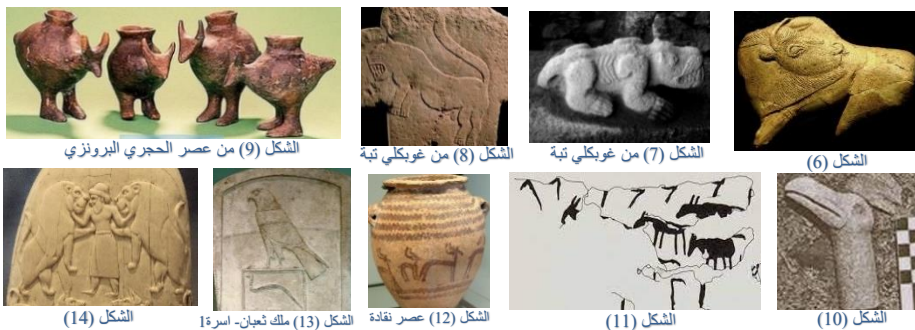 الشكل (6)
الشكل (7) من غوبكلي تبة
الشكل (8) من غوبكلي تبة
الشكل (9) من عصر الحجري البرونزي
الشكل (10)
الشكل (11)
الشكل (12) عصر نقادة
الشكل (13) ملك ثعبان- اسرة1
الشكل (14)